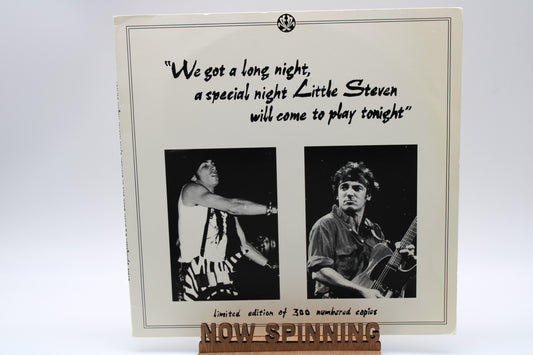 "We got a long night,
a special night Little Steven
will come to play tonight"
limited edition of 300 numbered copies
NOW SPINNING